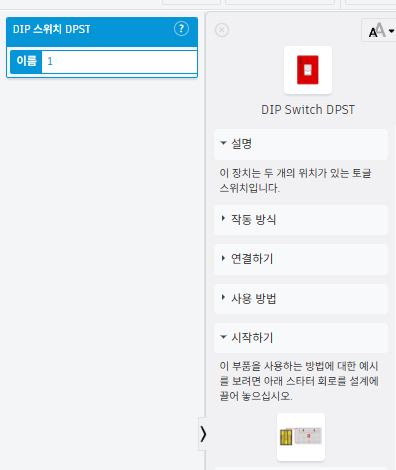 DIP 스위치 DPST
?
이름
1
AA
DIP Switch DPST
설명
이 장치는 두 개의 위치가 있는 토글
스위치입니다.
작동 방식
연결하기
사용 방법
시작하기
이 부품을 사용하는 방법에 대한 예시
를 보려면 아래 스타터 회로를 설계에
끌어 놓으십시오.